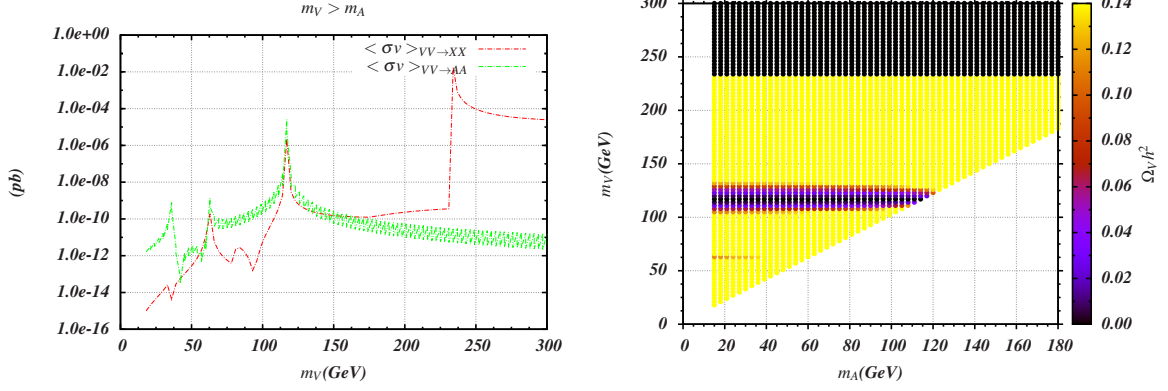 m_V > m_A
1.0e+00
1.0e-02
1.0e-04
1.0e-06
1.0e-08
1.0e-10
1.0e-12
1.0e-14
1.0e-16
(pb)
< σv >_{VV→XX}
< σv >_{VV→AA}
0 50 100 150 200 250 300
m_V(GeV)
300
250
200
150
100
50
0
m_V(GeV)
0 20 40 60 80 100 120 140 160 180
m_A(GeV)
0.14
0.12
0.10
0.08
0.06
0.04
0.02
0.00
Ω_V h²